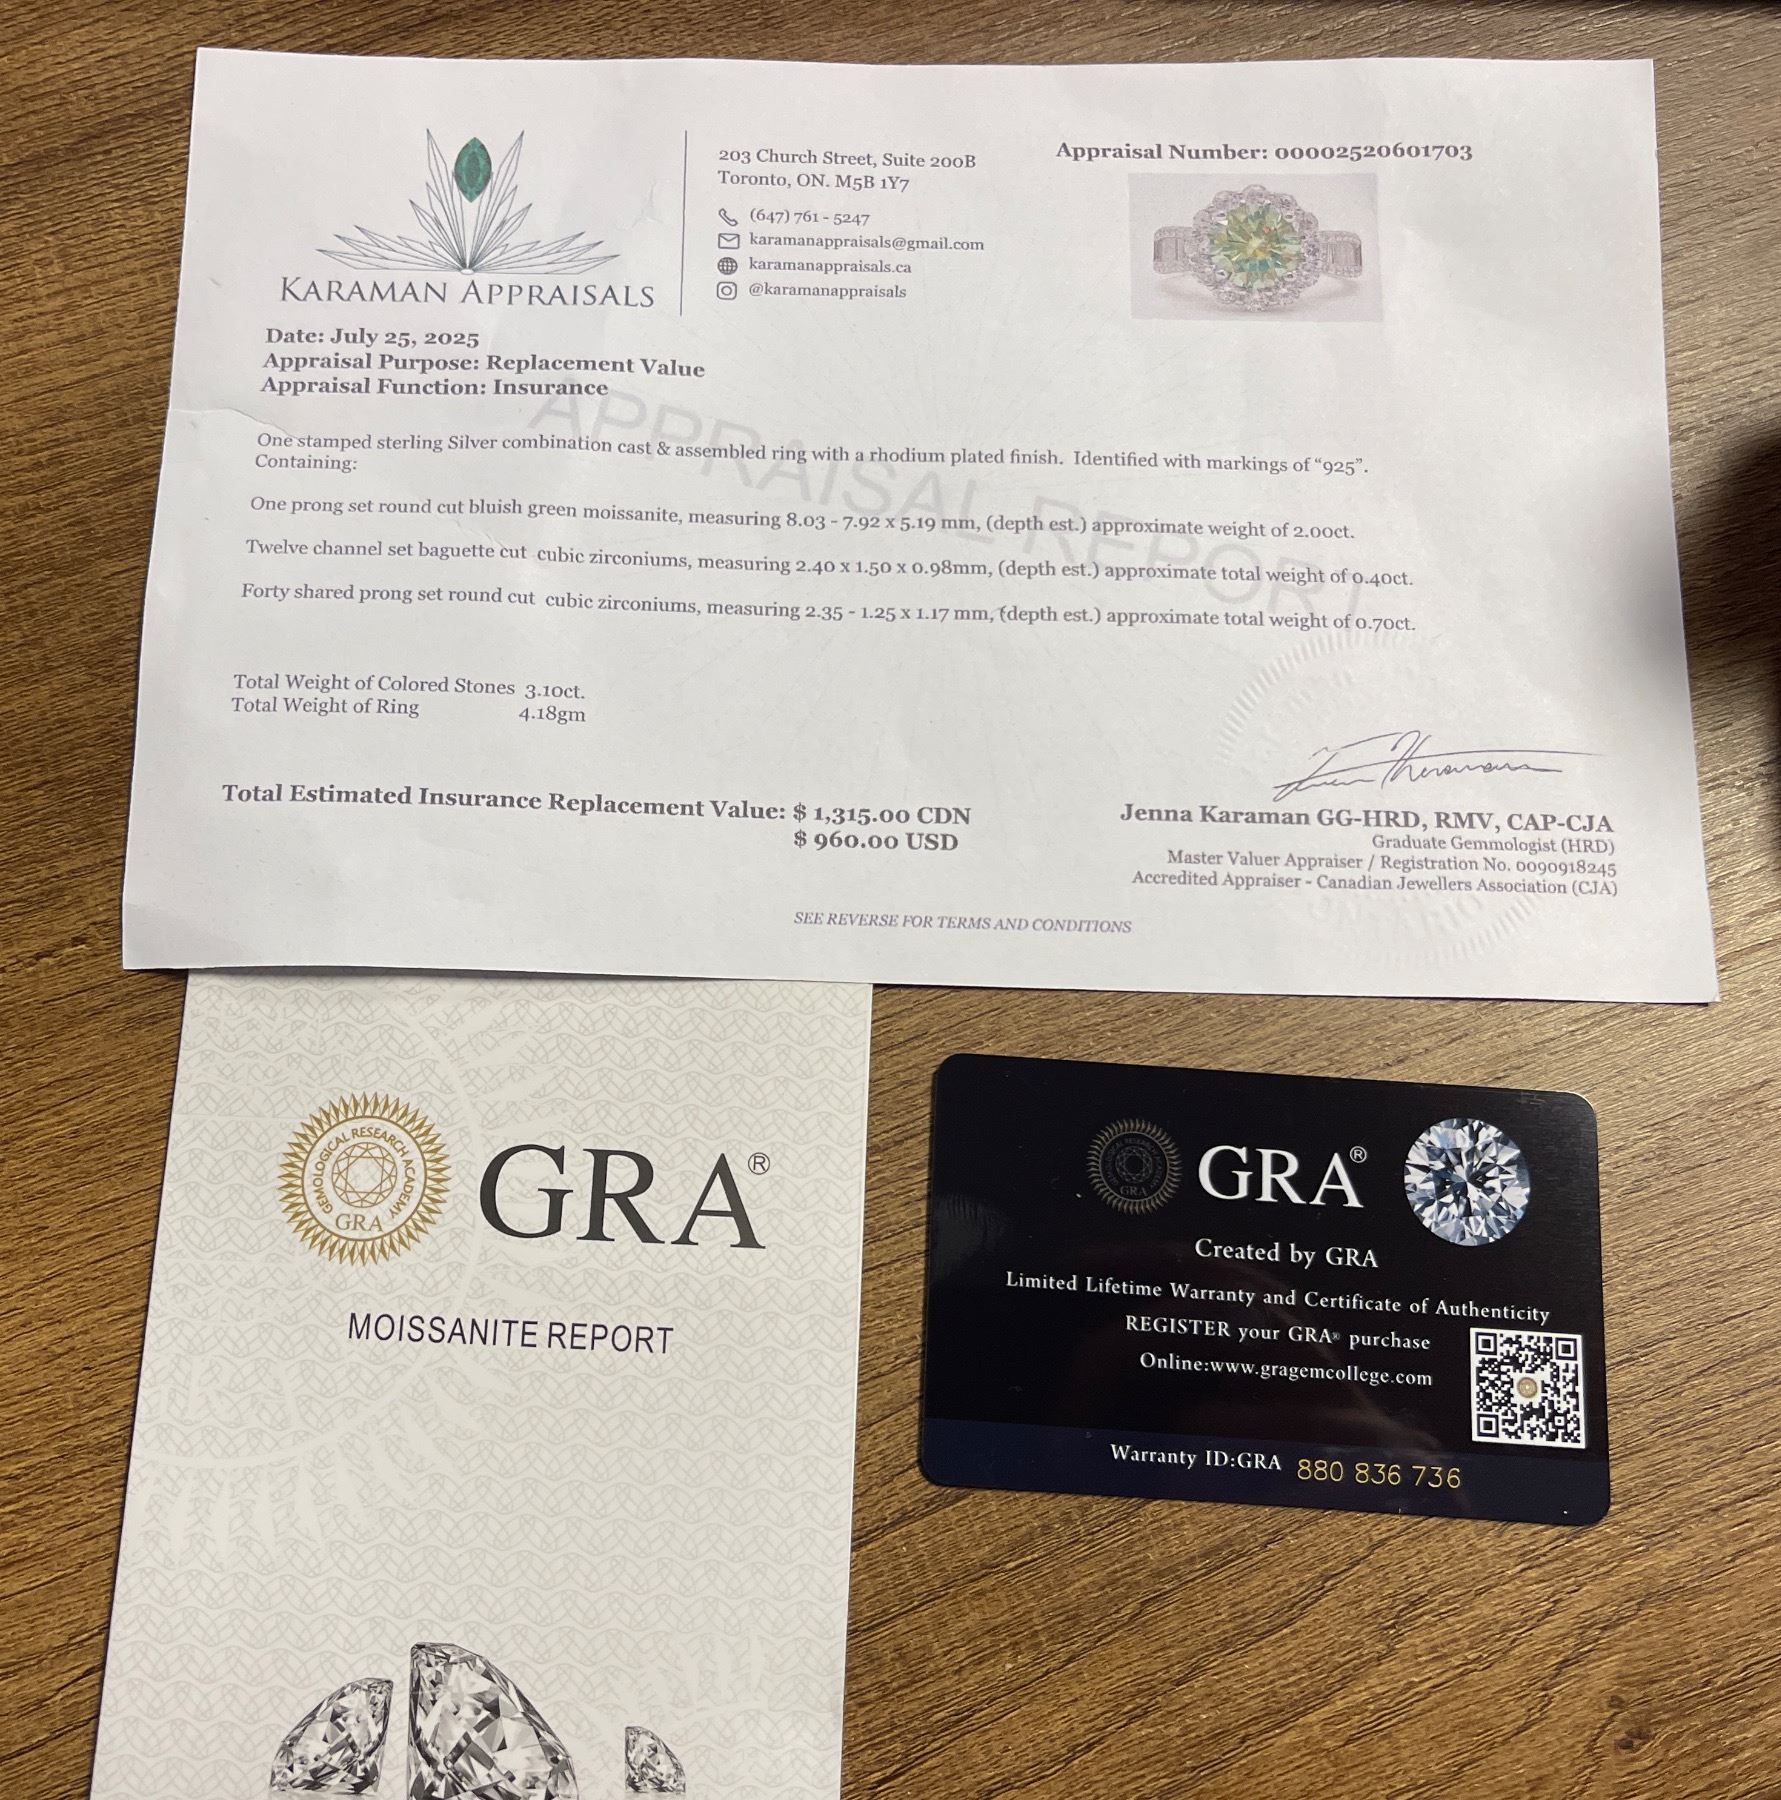 KARAMAN APPRAISALS
203 Church Street, Suite 200B
Toronto, ON. M5B 1Y7
(647) 761 - 5247
karamanappraisals@gmail.com
karamanappraisals.ca
@karamanappraisals
Appraisal Number: 00002520601703
Date: July 25, 2025
Appraisal Purpose: Replacement Value
Appraisal Function: Insurance
APPRAISAL REPORT
One stamped sterling Silver combination cast & assembled ring with a rhodium plated finish. Identified with markings of "925".
Containing:
One prong set round cut bluish green moissanite, measuring 8.03 - 7.92 x 5.19 mm, (depth est.) approximate weight of 2.00ct.
Twelve channel set baguette cut cubic zirconiums, measuring 2.40 x 1.50 x 0.98mm, (depth est.) approximate total weight of 0.40ct.
Forty shared prong set round cut cubic zirconiums, measuring 2.35 - 1.25 x 1.17 mm, (depth est.) approximate total weight of 0.70ct.
Total Weight of Colored Stones 3.10ct.
Total Weight of Ring 4.18gm
Total Estimated Insurance Replacement Value: $ 1,315.00 CDN
$ 960.00 USD
Jenna Karaman GG-HRD, RMV, CAP-CJA
Graduate Gemmologist (HRD)
Master Valuer Appraiser / Registration No. 0090918245
Accredited Appraiser - Canadian Jewellers Association (CJA)
SEE REVERSE FOR TERMS AND CONDITIONS
GEMOLOGICAL RESEARCH ACADEMY
GRA
GRA®
MOISSANITE REPORT
GRA
GRA®
Created by GRA
Limited Lifetime Warranty and Certificate of Authenticity
REGISTER your GRA® purchase
Online:www.gragemcollege.com
Warranty ID:GRA 880 836 736